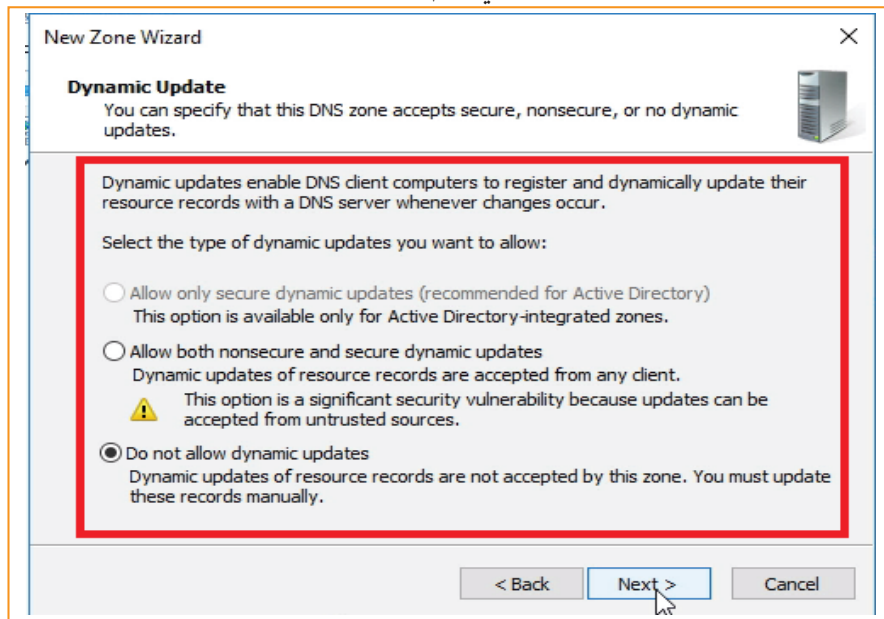 New Zone Wizard
Dynamic Update
You can specify that this DNS zone accepts secure, nonsecure, or no dynamic
updates.
Dynamic updates enable DNS client computers to register and dynamically update their
resource records with a DNS server whenever changes occur.
Select the type of dynamic updates you want to allow:
Allow only secure dynamic updates (recommended for Active Directory)
This option is available only for Active Directory-integrated zones.
Allow both nonsecure and secure dynamic updates
Dynamic updates of resource records are accepted from any client.
This option is a significant security vulnerability because updates can be
accepted from untrusted sources.
Do not allow dynamic updates
Dynamic updates of resource records are not accepted by this zone. You must update
these records manually.
< Back Next > Cancel